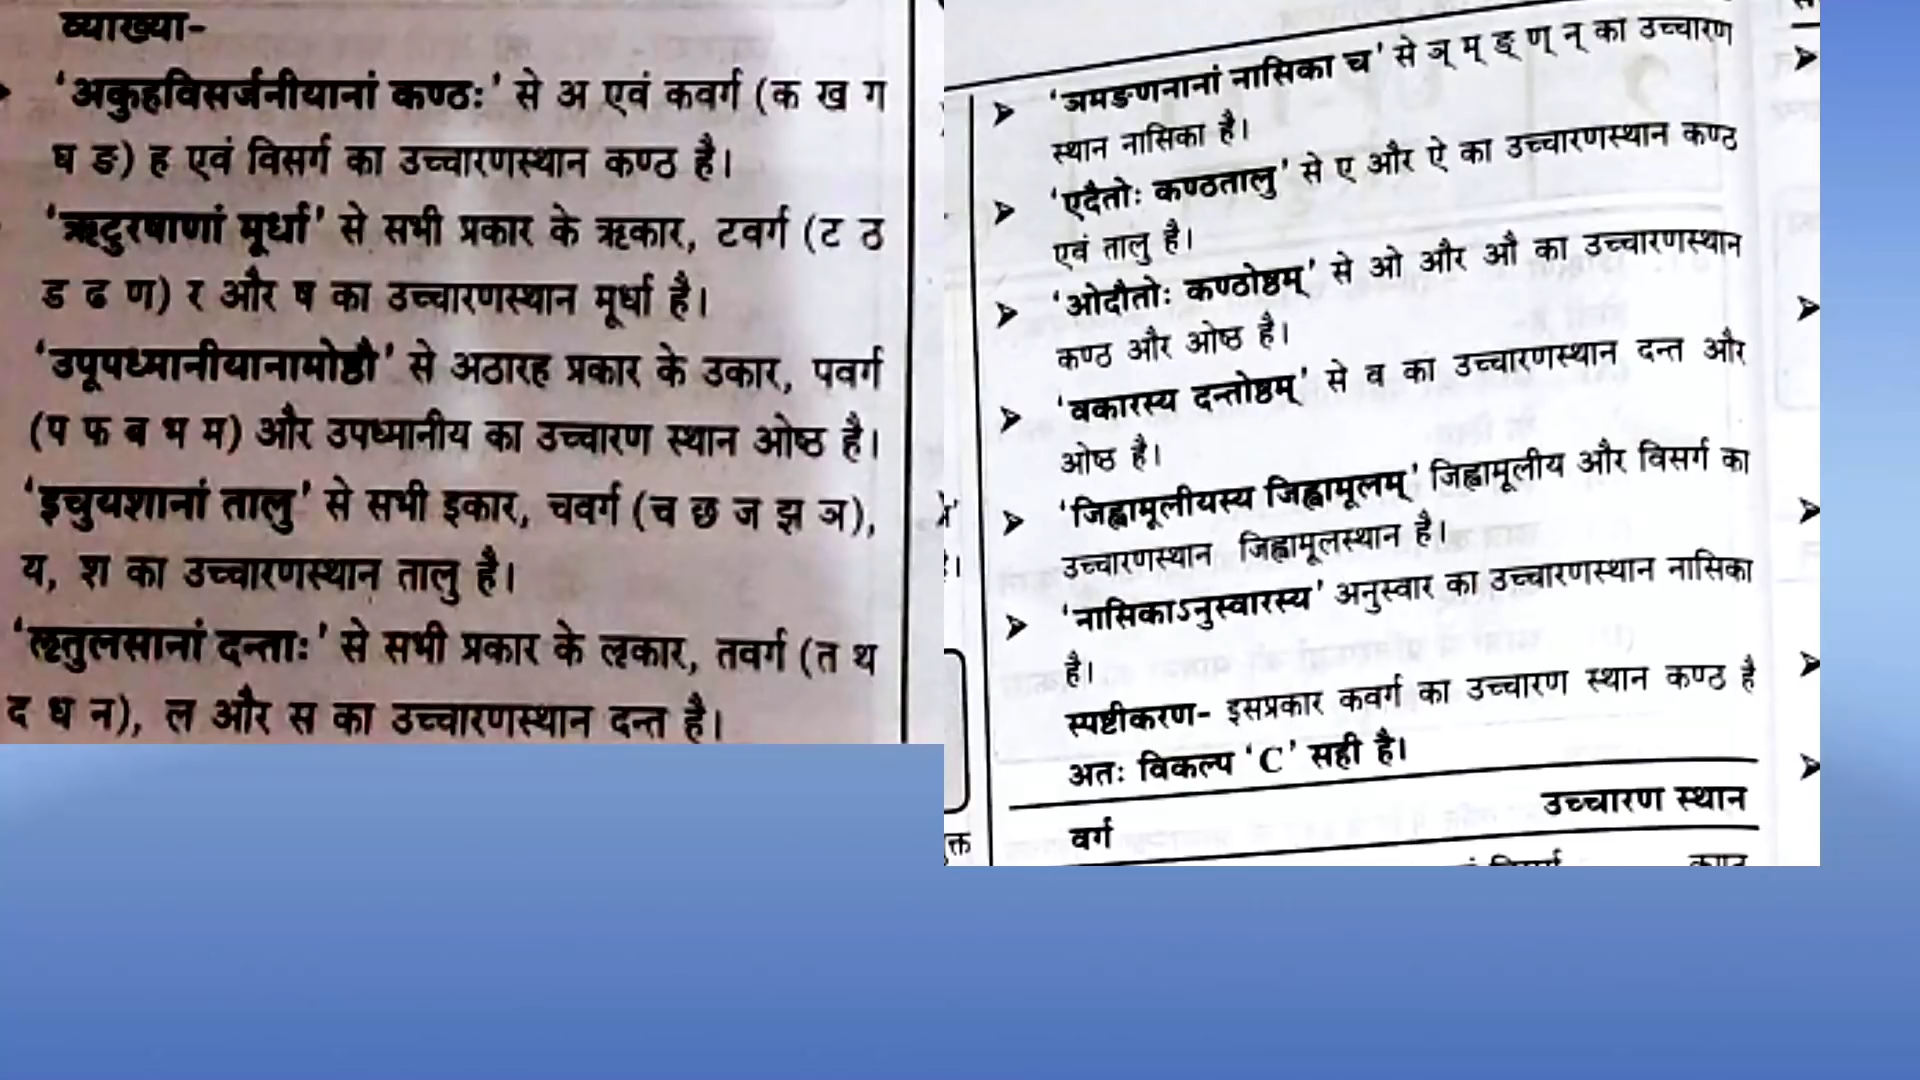 व्याख्या-
‘अकुहविसर्जनीयानां कण्ठः’ से अ एवं कवर्ग (क ख ग
घ ङ) ह एवं विसर्ग का उच्चारणस्थान कण्ठ है।
‘ऋटुरषाणां मूर्धा’ से सभी प्रकार के ऋकार, टवर्ग (ट ठ
ड ढ ण) र और ष का उच्चारणस्थान मूर्धा है।
‘उपूपध्मानीयानामोष्ठौ’ से अठारह प्रकार के उकार, पवर्ग
(प फ ब भ म) और उपध्मानीय का उच्चारण स्थान ओष्ठ है।
‘इचुयशानां तालु’ से सभी इकार, चवर्ग (च छ ज झ ञ),
य, श का उच्चारणस्थान तालु है।
‘ऌतुलसानां दन्ताः’ से सभी प्रकार के ऌकार, तवर्ग (त थ
द ध न), ल और स का उच्चारणस्थान दन्त है।
‘ञमङणनानां नासिका च’ से ञ् म् ङ् ण् न् का उच्चारण
स्थान नासिका है।
‘एदैतोः कण्ठतालु’ से ए और ऐ का उच्चारणस्थान कण्ठ
एवं तालु है।
‘ओदौतोः कण्ठोष्ठम्’ से ओ और औ का उच्चारणस्थान
कण्ठ और ओष्ठ है।
‘वकारस्य दन्तोष्ठम्’ से व का उच्चारणस्थान दन्त और
ओष्ठ है।
‘जिह्वामूलीयस्य जिह्वामूलम्’ जिह्वामूलीय और विसर्ग का
उच्चारणस्थान जिह्वामूलस्थान है।
‘नासिकाऽनुस्वारस्य’ अनुस्वार का उच्चारणस्थान नासिका
है।
स्पष्टीकरण- इसप्रकार कवर्ग का उच्चारण स्थान कण्ठ है
अतः विकल्प ‘C’ सही है।
वर्ग उच्चारण स्थान